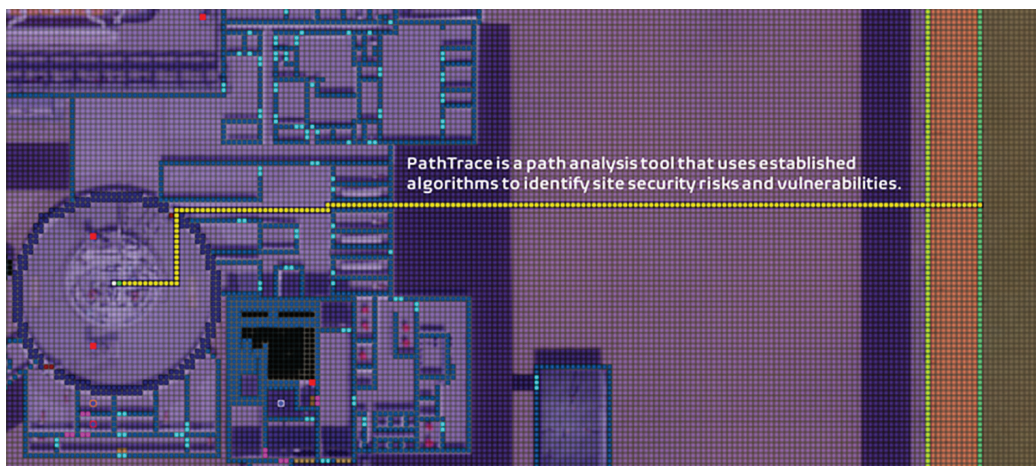 PathTrace is a path analysis tool that uses established
algorithms to identify site security risks and vulnerabilities.